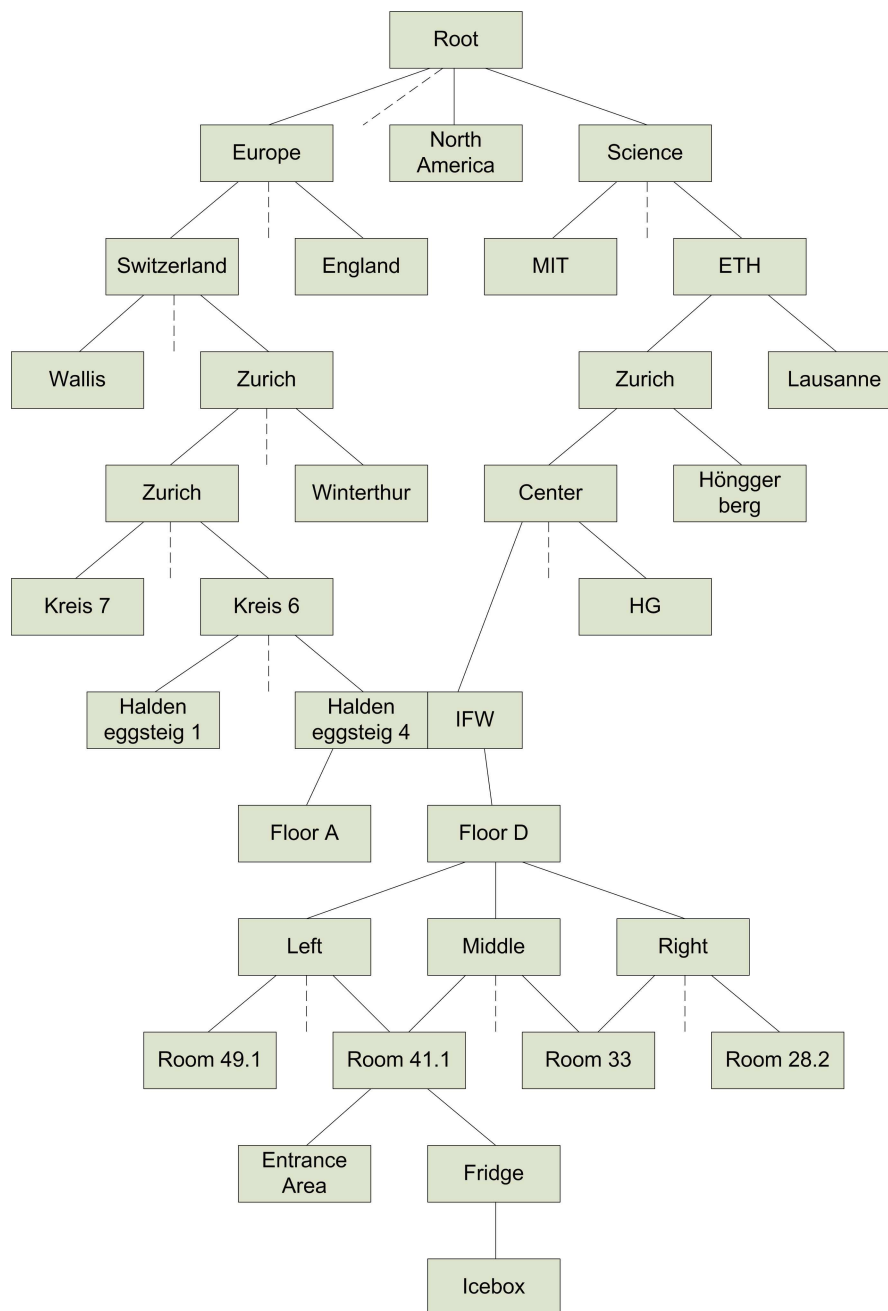 Root
Europe
North
America
Science
Switzerland
England
MIT
ETH
Wallis
Zurich
Zurich
Lausanne
Zurich
Winterthur
Center
Höngger
berg
Kreis 7
Kreis 6
HG
Halden
eggsteig 1
Halden
eggsteig 4
IFW
Floor A
Floor D
Left
Middle
Right
Room 49.1
Room 41.1
Room 33
Room 28.2
Entrance
Area
Fridge
Icebox